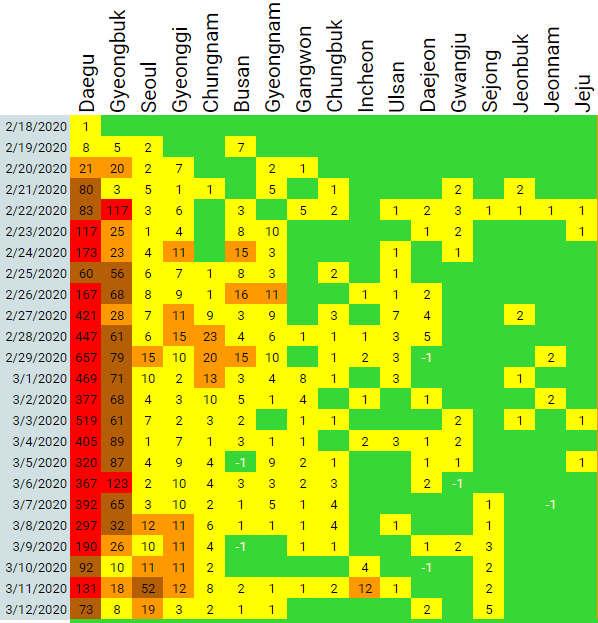 Daegu Gyeongbuk Seoul Gyeonggi Chungnam Busan Gyeongnam Gangwon Chungbuk Incheon Ulsan Daejeon Gwangju Sejong Jeonbuk Jeonnam Jeju
2/18/2020 1
2/19/2020 8 5 2 7
2/20/2020 21 20 2 7 2 1
2/21/2020 80 3 5 1 1 5 1 2 2
2/22/2020 83 117 3 6 3 5 2 1 2 3 1 1 1 1
2/23/2020 117 25 1 4 8 10 1 2 1
2/24/2020 173 23 4 11 15 3 1 1
2/25/2020 60 56 6 7 1 8 3 2 1
2/26/2020 167 68 8 9 1 16 11 1 1 2
2/27/2020 421 28 7 11 9 3 9 3 7 4 2
2/28/2020 447 61 6 15 23 4 6 1 1 1 3 5
2/29/2020 657 79 15 10 20 15 10 1 2 3 -1 2
3/1/2020 469 71 10 2 13 3 4 8 1 3 1
3/2/2020 377 68 4 3 10 5 1 4 1 1 2
3/3/2020 519 61 7 2 3 2 1 1 2 1 1
3/4/2020 405 89 1 7 1 3 1 1 2 3 1 2
3/5/2020 320 87 4 9 4 -1 9 2 1 1 1 1
3/6/2020 367 123 2 10 4 3 3 2 3 2 -1
3/7/2020 392 65 3 10 2 1 5 1 4 1 -1
3/8/2020 297 32 12 11 6 1 1 1 4 1 1
3/9/2020 190 26 10 11 4 -1 1 1 1 2 3
3/10/2020 92 10 11 11 2 4 -1 2
3/11/2020 131 18 52 12 8 2 1 1 2 12 1 2
3/12/2020 73 8 19 3 2 1 1 2 5